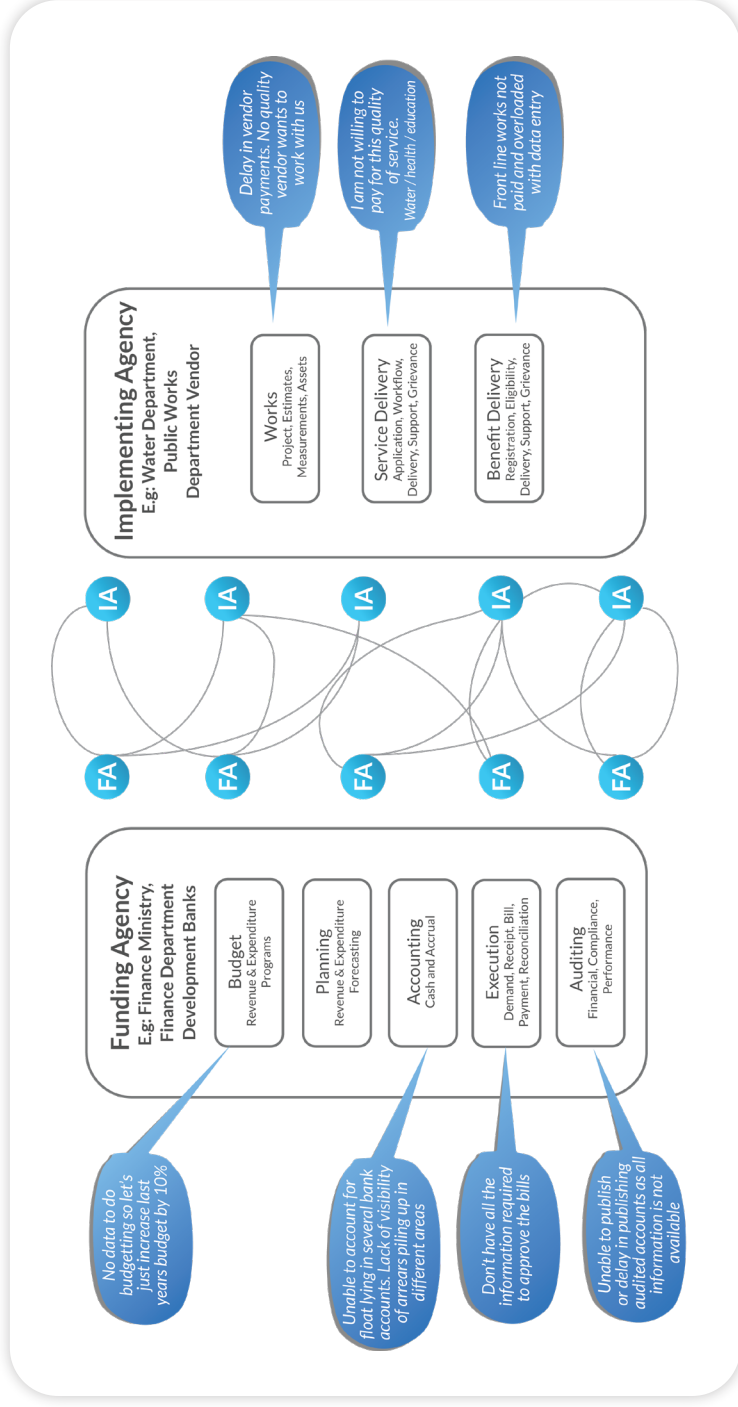 No data to do
budgetting so let's
just increase last
years budget by 10%
Unable to account for
float lying in several bank
accounts. Lack of visibility
of arrears piling up in
different areas
Don't have all the
information required
to approve the bills
Unable to publish
or delay in publishing
audited accounts as all
information is not
available
Funding Agency
E.g: Finance Ministry,
Finance Department
Development Banks
Budget
Revenue & Expenditure
Programs
Planning
Revenue & Expenditure
Forecasting
Accounting
Cash and Accrual
Execution
Demand, Receipt, Bill,
Payment, Reconciliation
Auditing
Financial, Compliance,
Performance
FA
FA
FA
FA
FA
IA
IA
IA
IA
IA
Implementing Agency
E.g: Water Department,
Public Works
Department Vendor
Works
Project, Estimates,
Measurements, Assets
Service Delivery
Application, Workflow,
Delivery, Support, Grievance
Benefit Delivery
Registration, Eligibility,
Delivery, Support, Grievance
Delay in vendor
payments. No quality
vendor wants to
work with us
I am not willing to
pay for this quality
of service.
Water / health / education
Front line works not
paid and overloaded
with data entry